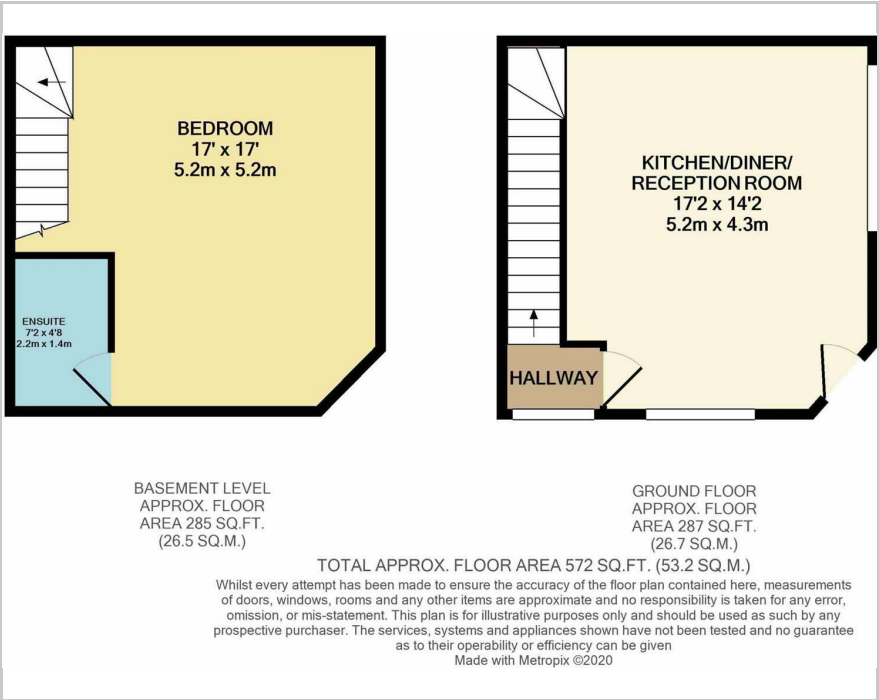 BEDROOM
17' x 17'
5.2m x 5.2m
ENSUITE
7'2 x 4'8
2.2m x 1.4m
KITCHEN/DINER/
RECEPTION ROOM
17'2 x 14'2
5.2m x 4.3m
HALLWAY
BASEMENT LEVEL
APPROX. FLOOR
AREA 285 SQ.FT.
(26.5 SQ.M.)
GROUND FLOOR
APPROX. FLOOR
AREA 287 SQ.FT.
(26.7 SQ.M.)
TOTAL APPROX. FLOOR AREA 572 SQ.FT. (53.2 SQ.M.)
Whilst every attempt has been made to ensure the accuracy of the floor plan contained here, measurements
of doors, windows, rooms and any other items are approximate and no responsibility is taken for any error,
omission, or mis-statement. This plan is for illustrative purposes only and should be used as such by any
prospective purchaser. The services, systems and appliances shown have not been tested and no guarantee
as to their operability or efficiency can be given
Made with Metropix ©2020